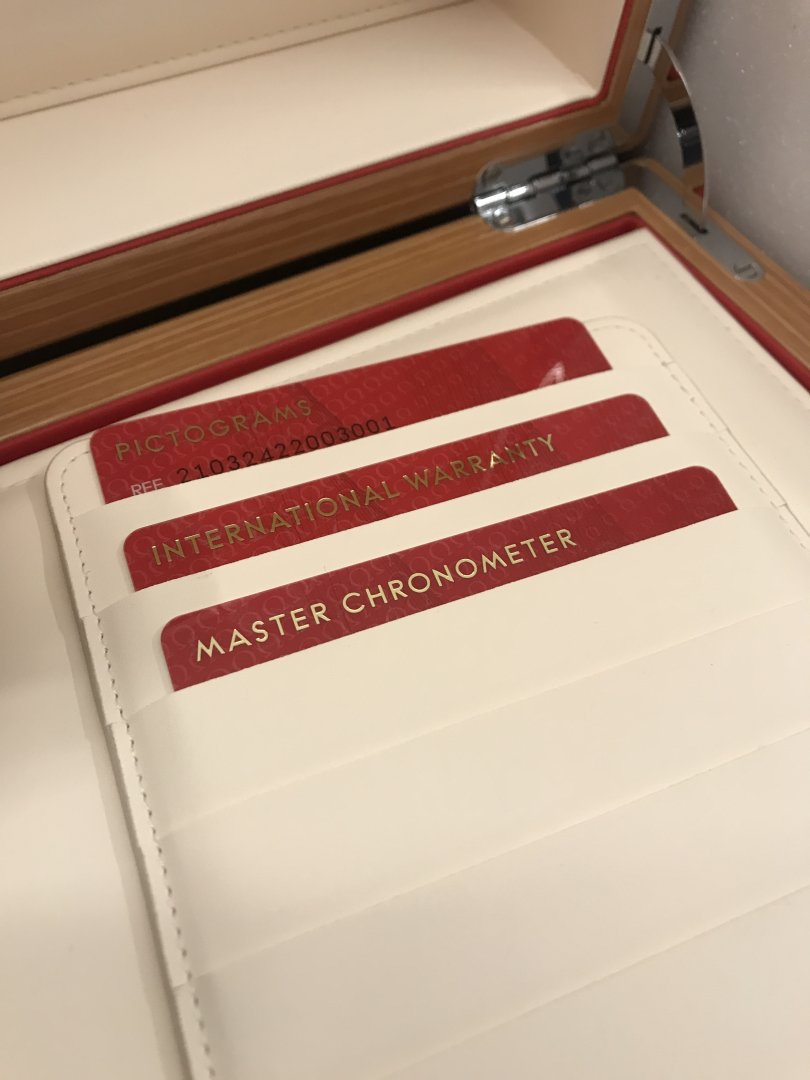 PICTOGRAMS
REF 21032422003001
INTERNATIONAL WARRANTY
MASTER CHRONOMETER